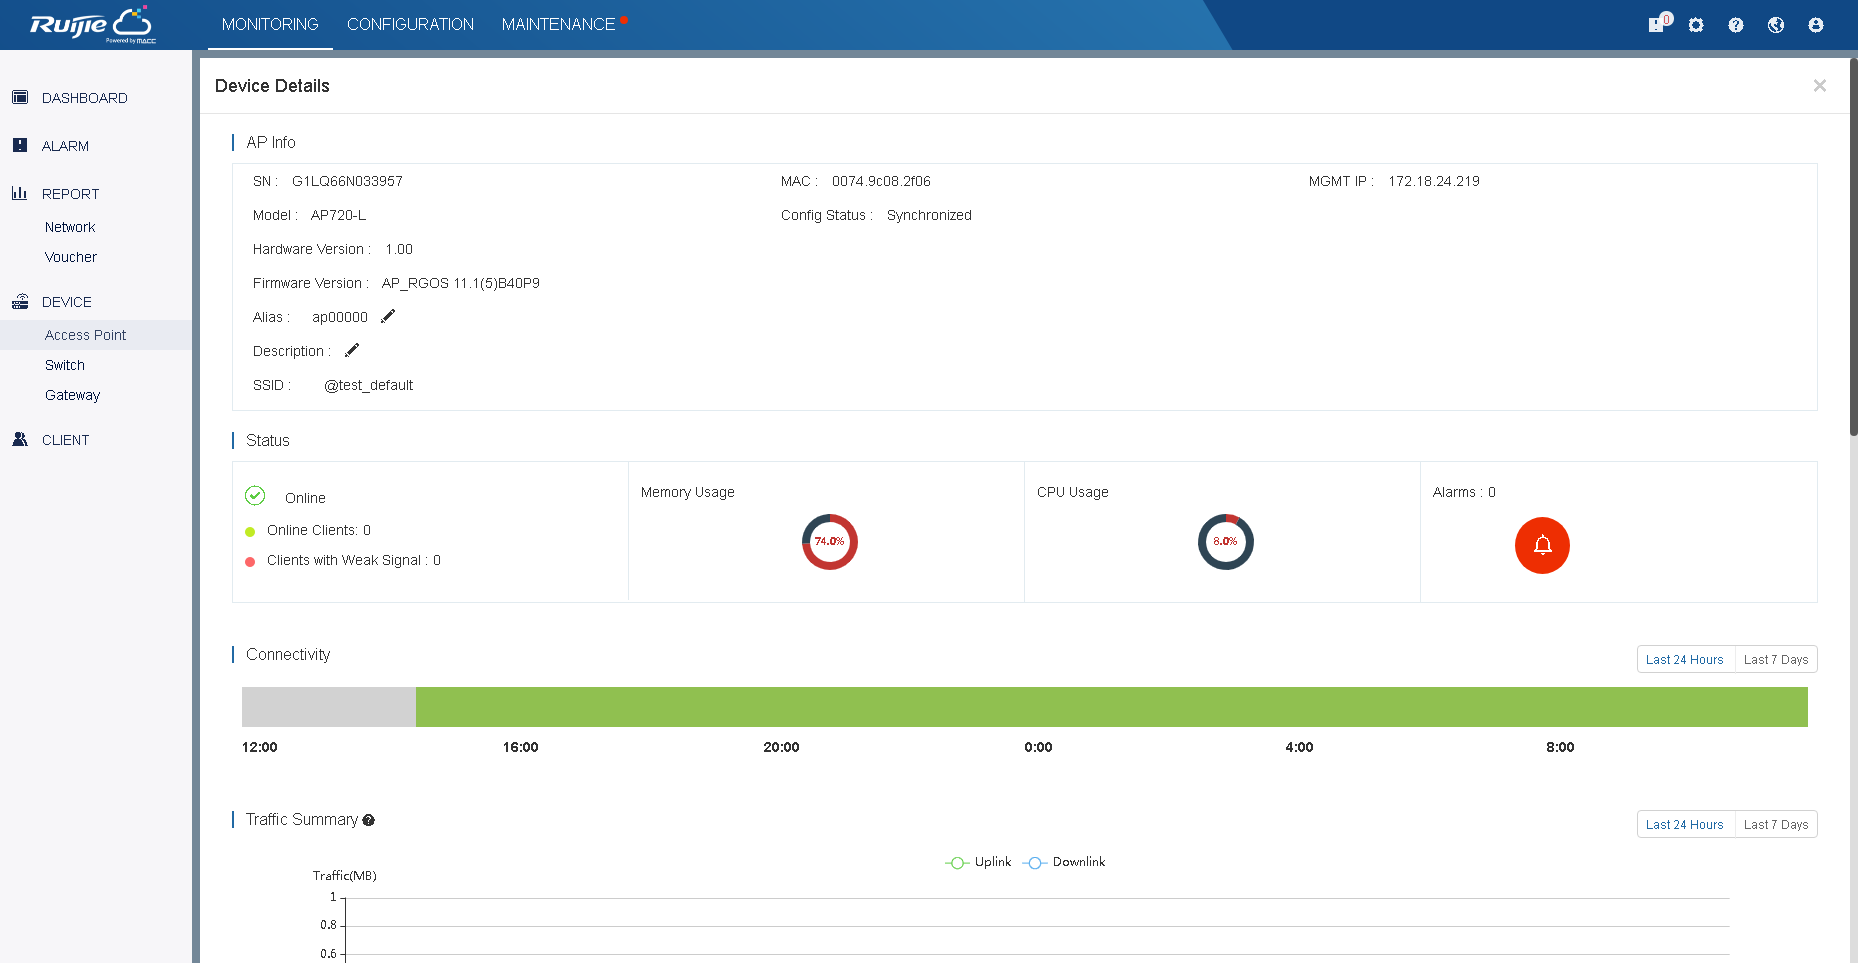 Ruijie
Powered by MACC
MONITORING
CONFIGURATION
MAINTENANCE
0
DASHBOARD
ALARM
REPORT
Network
Voucher
DEVICE
Access Point
Switch
Gateway
CLIENT
Device Details
×
AP Info
SN : G1LQ66N033957
MAC : 0074.9c08.2f06
MGMT IP : 172.18.24.219
Model : AP720-L
Config Status : Synchronized
Hardware Version : 1.00
Firmware Version : AP_RGOS 11.1(5)B40P9
Alias : ap00000
Description :
SSID : @test_default
Status
Online
Online Clients: 0
Clients with Weak Signal : 0
Memory Usage
74.0%
CPU Usage
8.0%
Alarms : 0
Connectivity
Last 24 Hours
Last 7 Days
12:00 16:00 20:00 0:00 4:00 8:00
Traffic Summary ?
Last 24 Hours
Last 7 Days
Uplink Downlink
Traffic(MB)
1
0.8
0.6